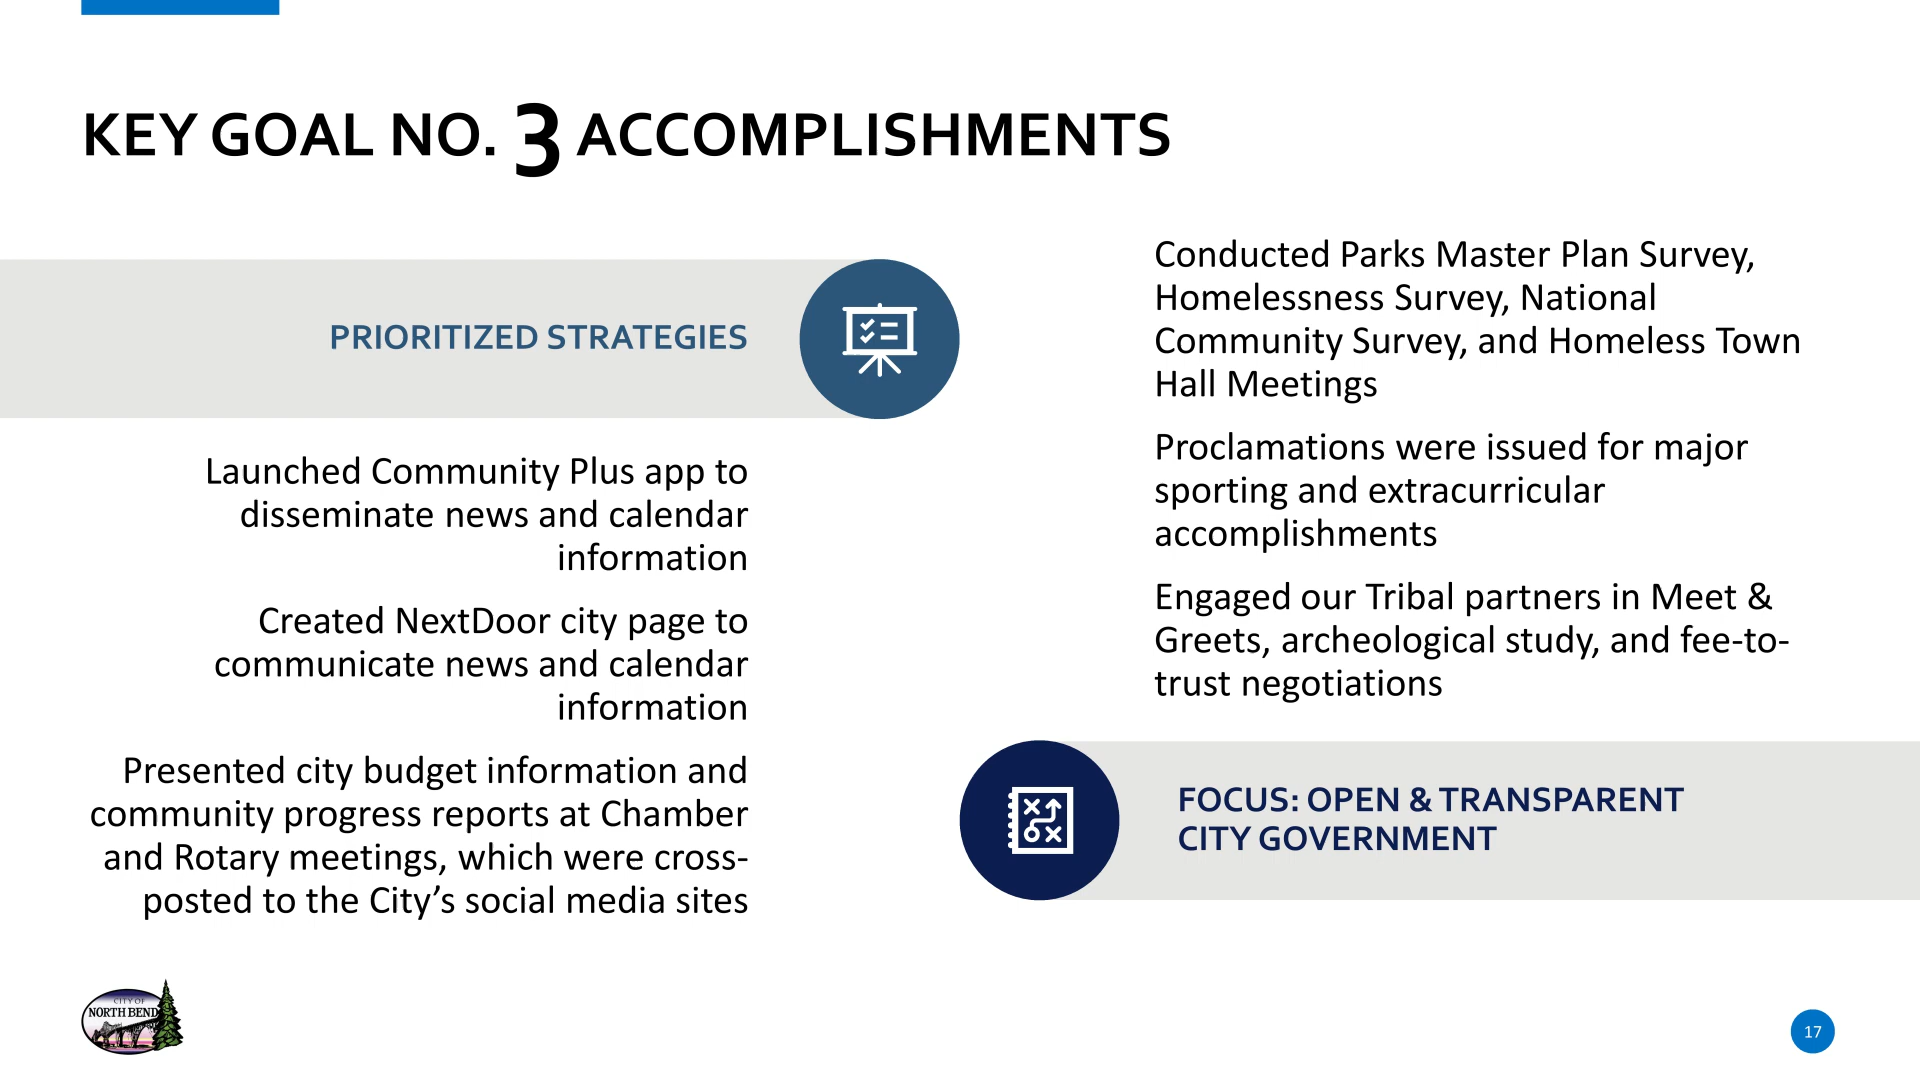 KEY GOAL NO. 3 ACCOMPLISHMENTS
PRIORITIZED STRATEGIES
Launched Community Plus app to
disseminate news and calendar
information
Created NextDoor city page to
communicate news and calendar
information
Presented city budget information and
community progress reports at Chamber
and Rotary meetings, which were cross-
posted to the City’s social media sites
Conducted Parks Master Plan Survey,
Homelessness Survey, National
Community Survey, and Homeless Town
Hall Meetings
Proclamations were issued for major
sporting and extracurricular
accomplishments
Engaged our Tribal partners in Meet &
Greets, archeological study, and fee-to-
trust negotiations
FOCUS: OPEN & TRANSPARENT
CITY GOVERNMENT
CITY OF
NORTH BEND
17